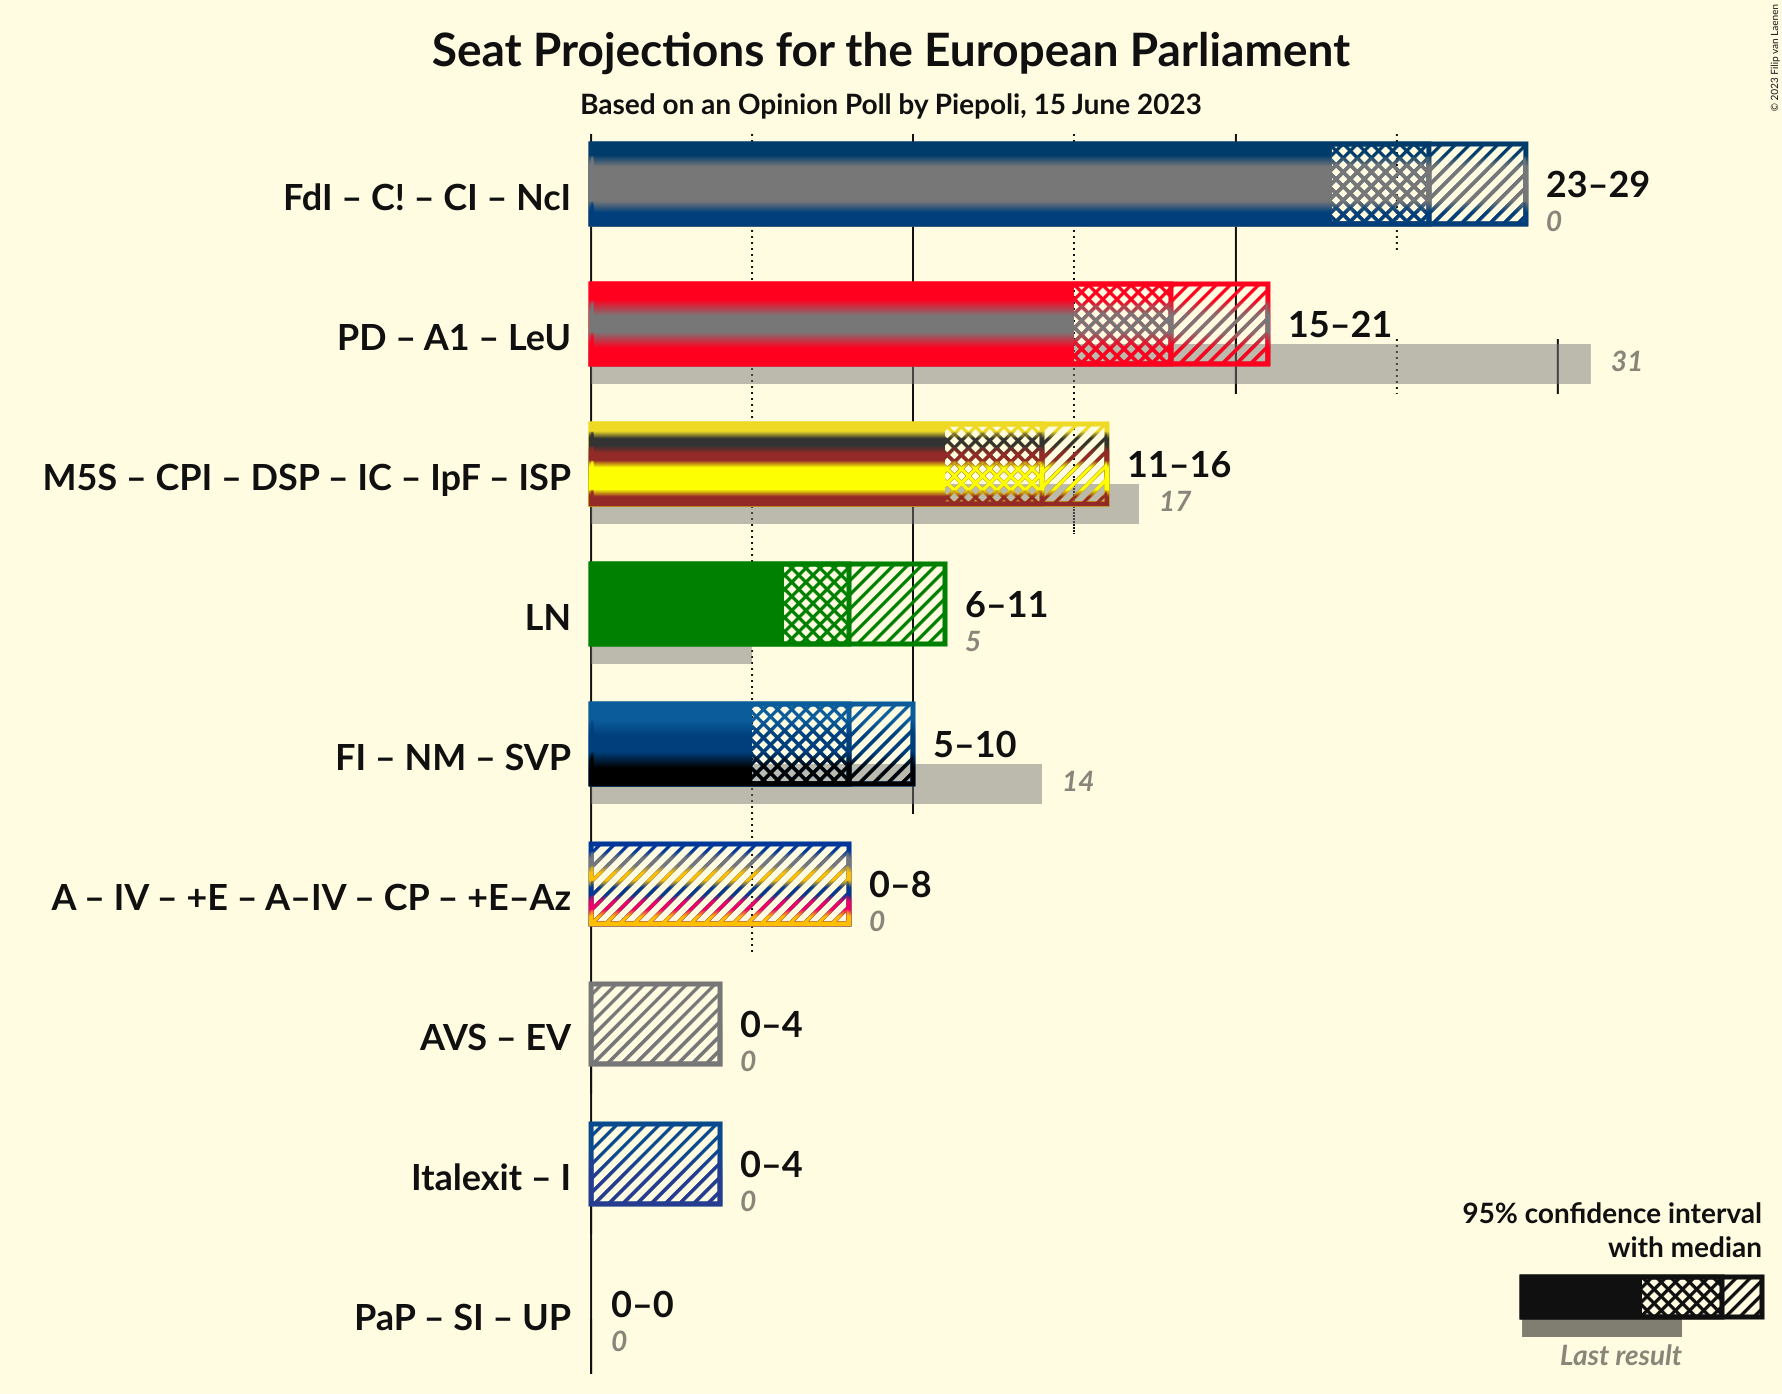 Seat Projections for the European Parliament
Based on an Opinion Poll by Piepoli, 15 June 2023
© 2023 Filip van Laenen
FdI – C! – CI – NcI
23–29
0
PD – A1 – LeU
15–21
31
M5S – CPI – DSP – IC – IpF – ISP
11–16
17
LN
6–11
5
FI – NM – SVP
5–10
14
A – IV – +E – A–IV – CP – +E–Az
0–8
0
AVS – EV
0–4
0
Italexit – I
0–4
0
PaP – SI – UP
0–0
0
95% confidence interval
with median
Last result